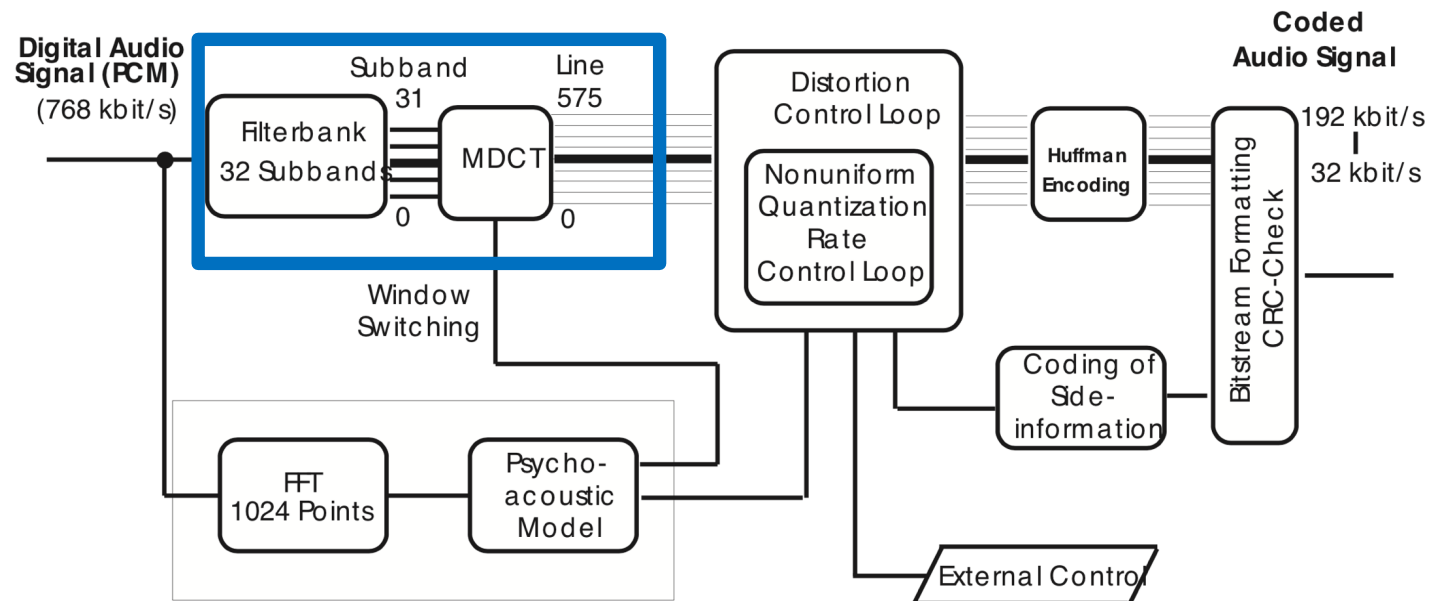 Digital Audio
Signal (PCM)
(768 kbit/s)
Filterbank
32 Subbands
Subband
31
0
MDCT
Line
575
0
Window
Switching
FFT
1024 Points
Psycho-
acoustic
Model
Distortion
Control Loop
Nonuniform
Quantization
Rate
Control Loop
Huffman
Encoding
Coding of
Side-
information
External Control
Bitstream Formatting
CRC-Check
Coded
Audio Signal
192 kbit/s
32 kbit/s